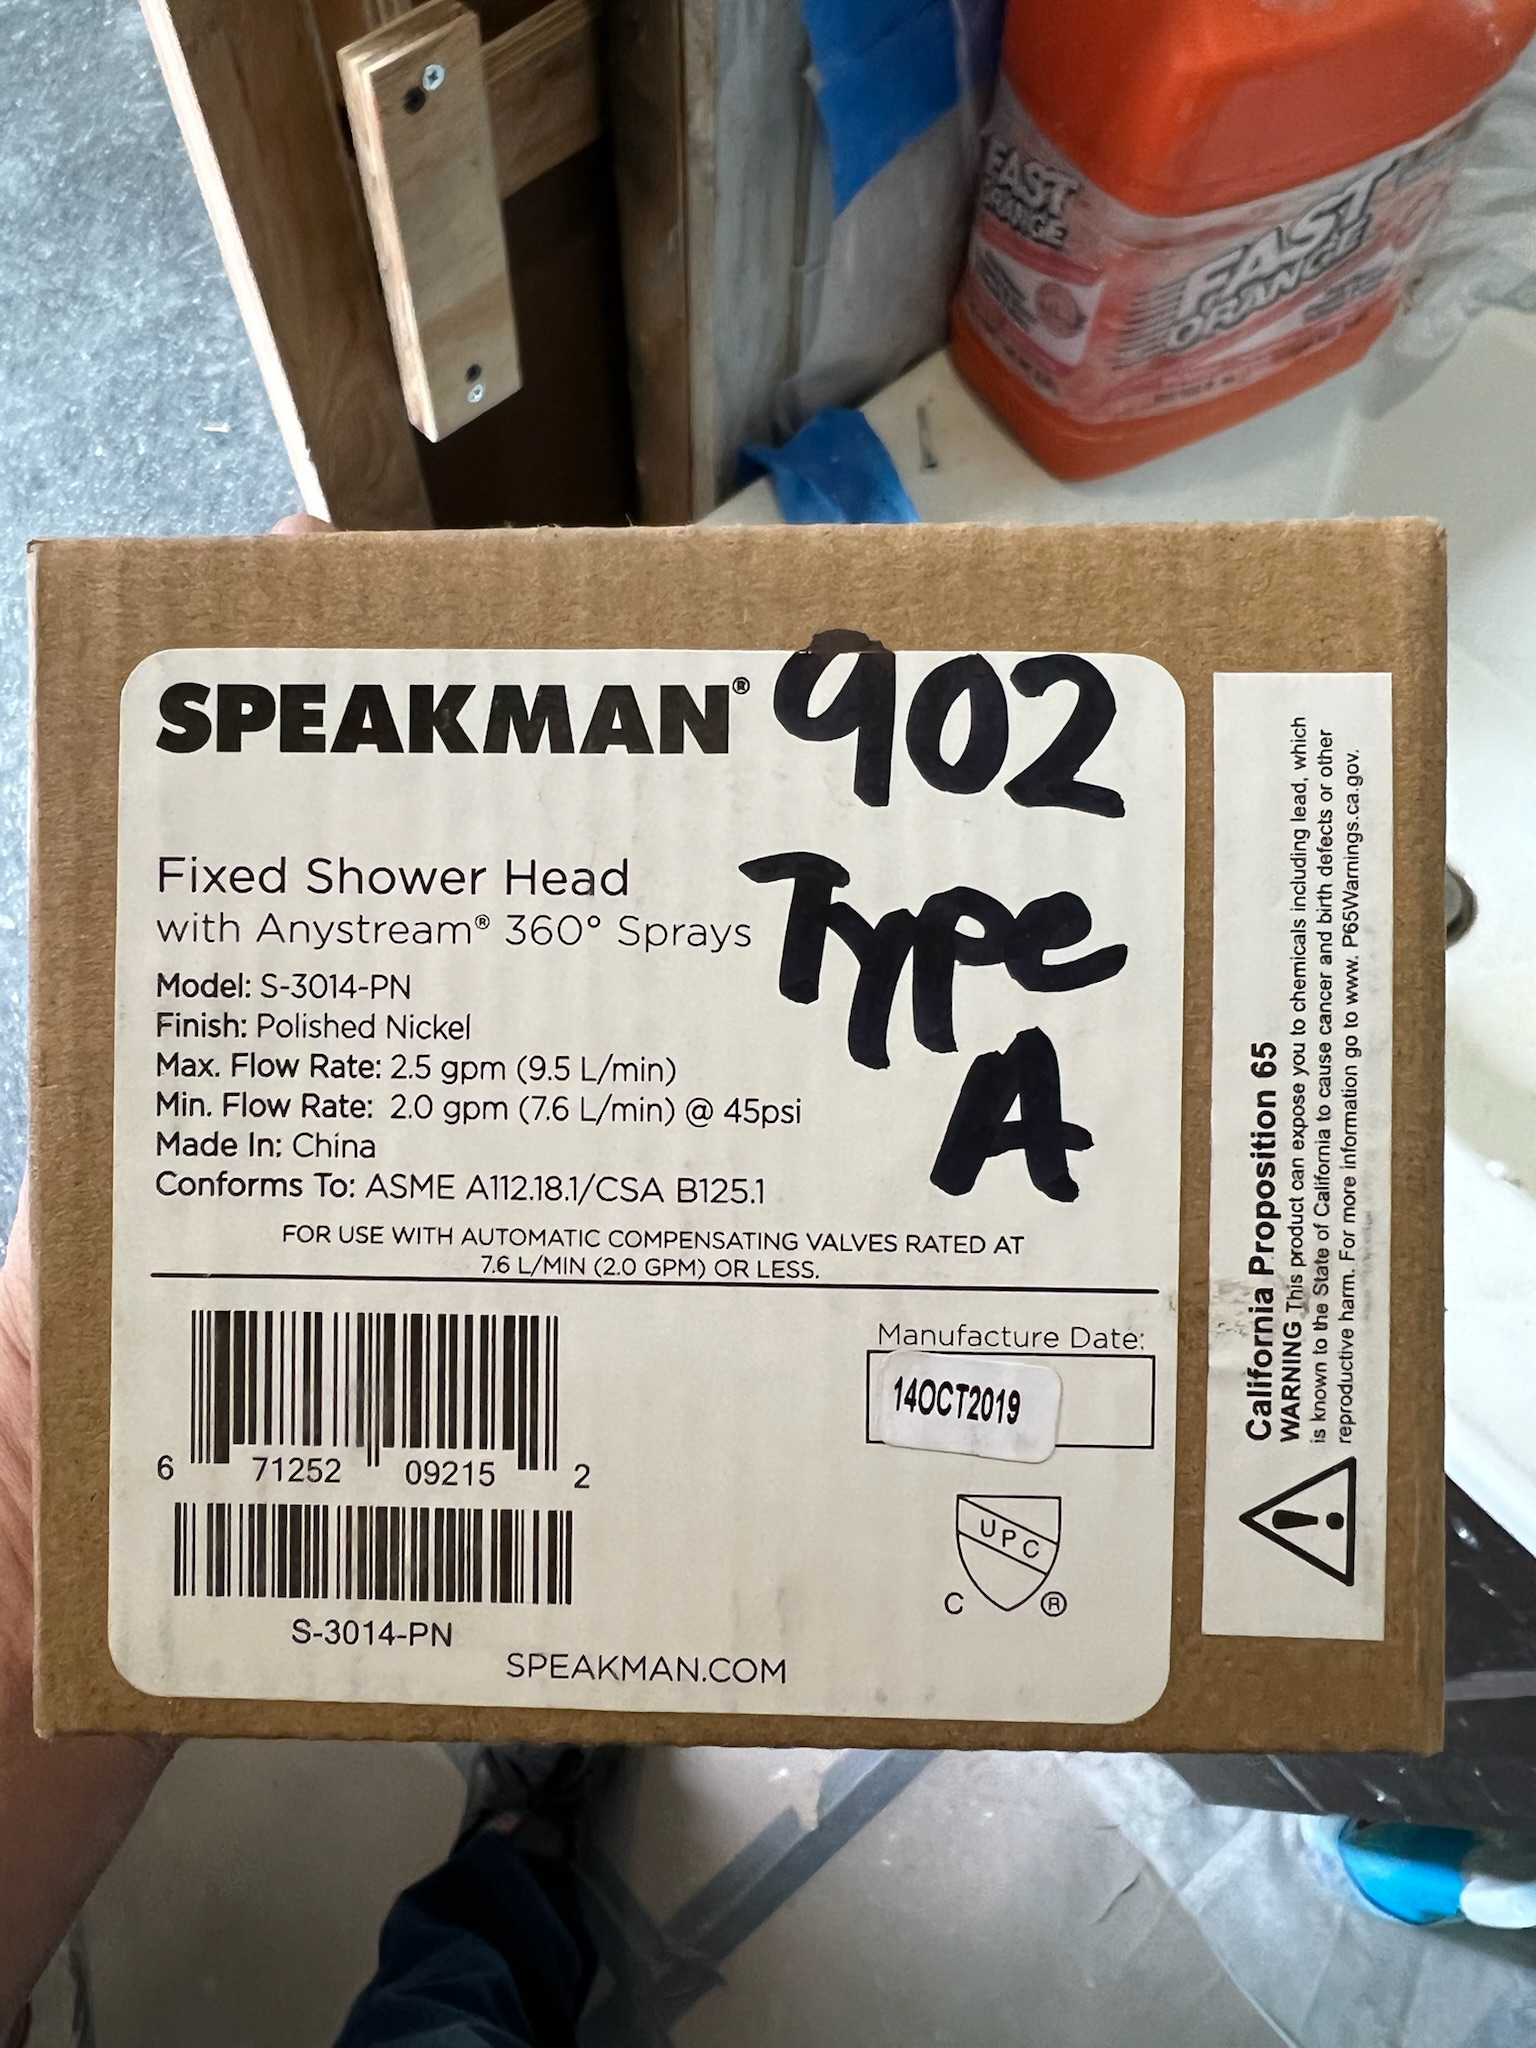 FAST
ORANGE
FAST
ORANGE
SPEAKMAN®
902
Type
A
Fixed Shower Head
with Anystream® 360° Sprays
Model: S-3014-PN
Finish: Polished Nickel
Max. Flow Rate: 2.5 gpm (9.5 L/min)
Min. Flow Rate: 2.0 gpm (7.6 L/min) @ 45psi
Made In: China
Conforms To: ASME A112.18.1/CSA B125.1
FOR USE WITH AUTOMATIC COMPENSATING VALVES RATED AT
7.6 L/MIN (2.0 GPM) OR LESS.
6 71252 09215 2
S-3014-PN
Manufacture Date:
14OCT2019
UPC
C ®
SPEAKMAN.COM
California Proposition 65
WARNING This product can expose you to chemicals including lead, which
is known to the State of California to cause cancer and birth defects or other
reproductive harm. For more information go to www. P65Warnings.ca.gov.